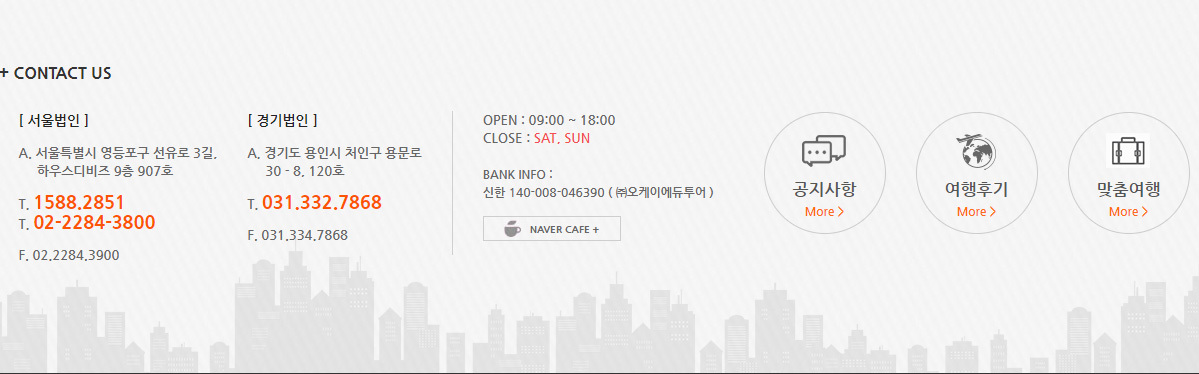 + CONTACT US
[ 서울법인 ]
A. 서울특별시 영등포구 선유로 3길,
하우스디비즈 9층 907호
T. 1588.2851
T. 02-2284-3800
F. 02.2284.3900
[ 경기법인 ]
A. 경기도 용인시 처인구 용문로
30 - 8, 120호
T. 031.332.7868
F. 031.334.7868
OPEN : 09:00 ~ 18:00
CLOSE : SAT, SUN
BANK INFO :
신한 140-008-046390 ( ㈜오케이에듀투어 )
NAVER CAFE +
공지사항
More >
여행후기
More >
맞춤여행
More >